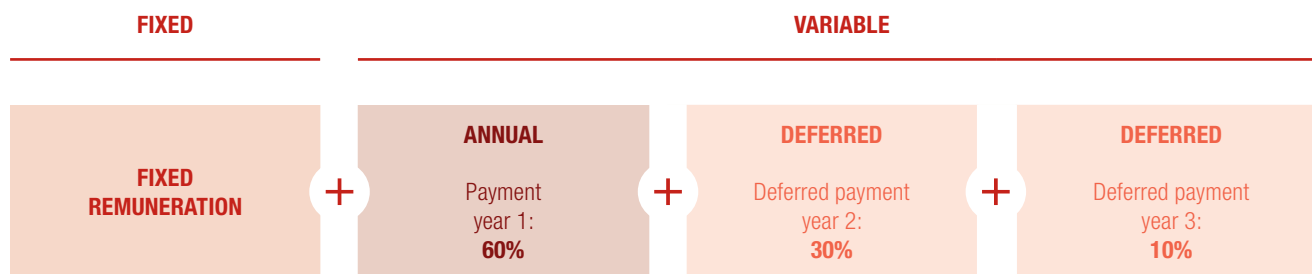 FIXED
VARIABLE
FIXED
REMUNERATION
+
ANNUAL
Payment
year 1:
60%
+
DEFERRED
Deferred payment
year 2:
30%
+
DEFERRED
Deferred payment
year 3:
10%